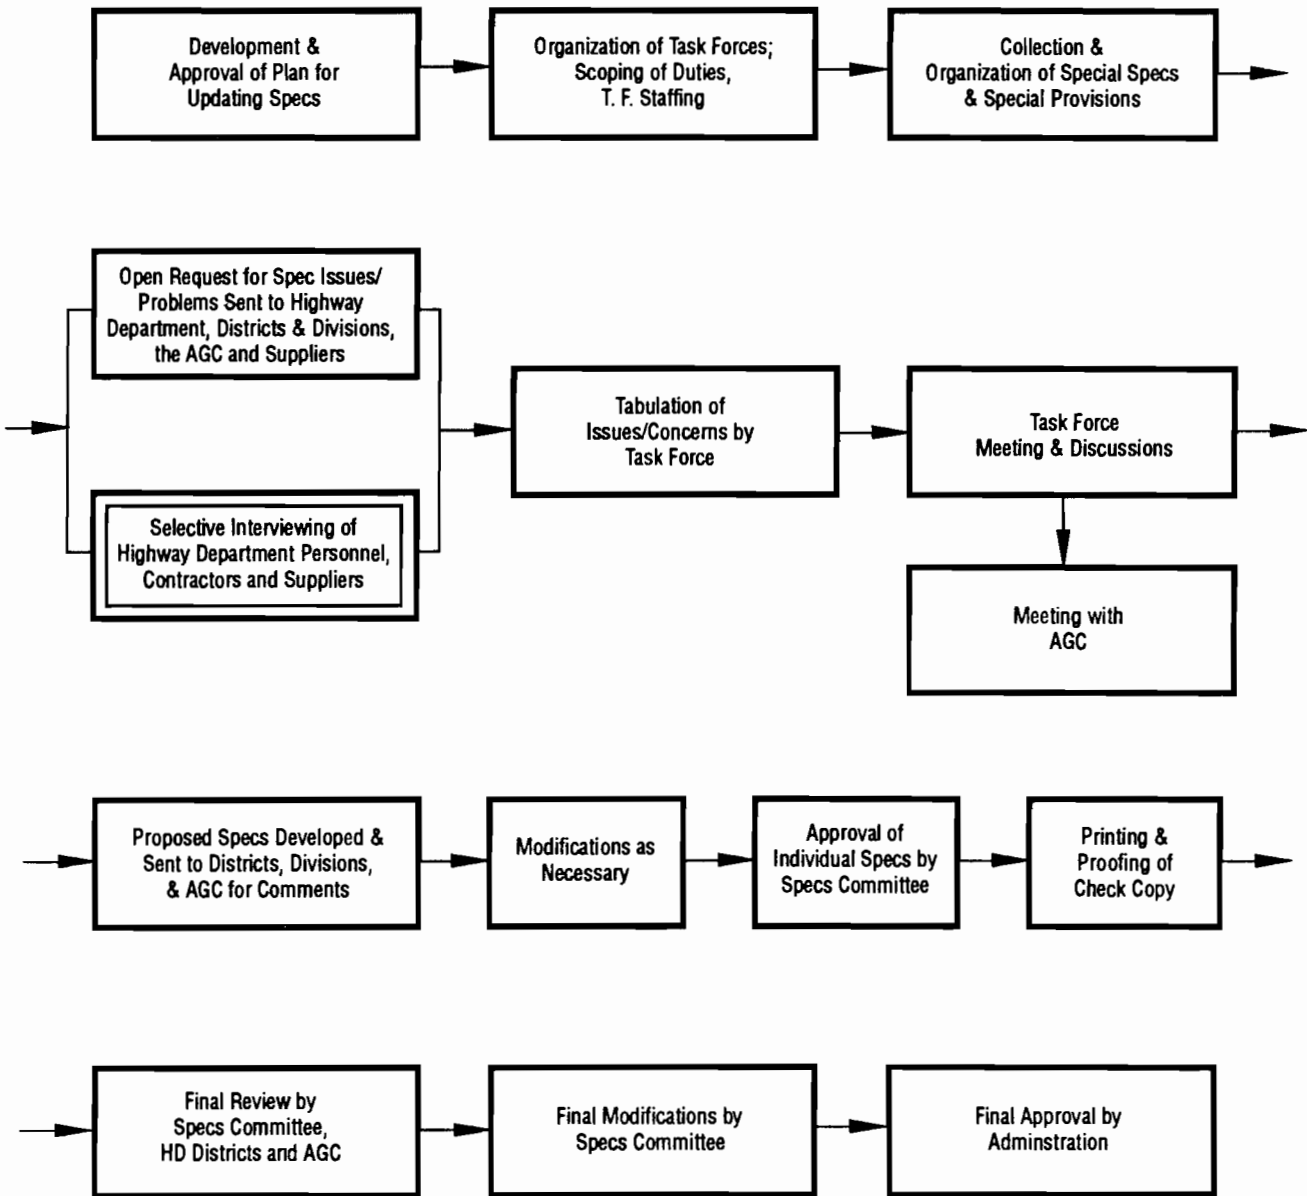 Development &
Approval of Plan for
Updating Specs
Organization of Task Forces;
Scoping of Duties,
T. F. Staffing
Collection &
Organization of Special Specs
& Special Provisions
Open Request for Spec Issues/
Problems Sent to Highway
Department, Districts & Divisions,
the AGC and Suppliers
Selective Interviewing of
Highway Department Personnel,
Contractors and Suppliers
Tabulation of
Issues/Concerns by
Task Force
Task Force
Meeting & Discussions
Meeting with
AGC
Proposed Specs Developed &
Sent to Districts, Divisions,
& AGC for Comments
Modifications as
Necessary
Approval of
Individual Specs by
Specs Committee
Printing &
Proofing of
Check Copy
Final Review by
Specs Committee,
HD Districts and AGC
Final Modifications by
Specs Committee
Final Approval by
Adminstration